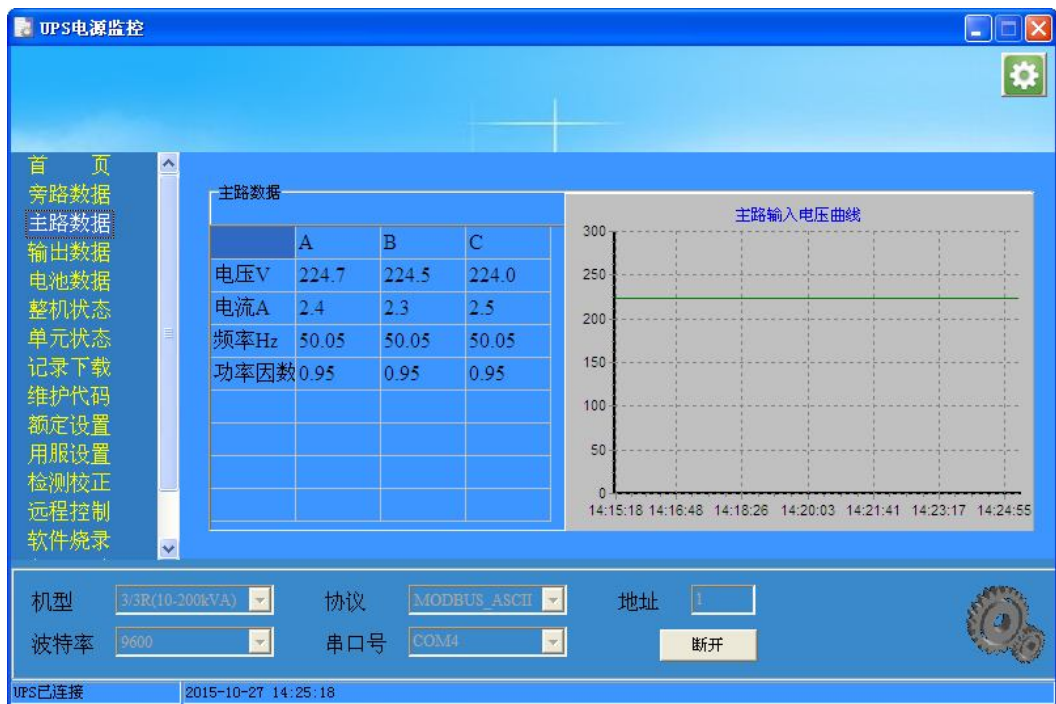 UPS电源监控
首 页
旁路数据
主路数据
输出数据
电池数据
整机状态
单元状态
记录下载
维护代码
额定设置
用服设置
检测校正
远程控制
软件烧录
主路数据
A B C
电压V 224.7 224.5 224.0
电流A 2.4 2.3 2.5
频率Hz 50.05 50.05 50.05
功率因数 0.95 0.95 0.95
主路输入电压曲线
300
250
200
150
100
50
0
14:15:18 14:16:48 14:18:26 14:20:03 14:21:41 14:23:17 14:24:55
机型 3/3R(10-200kVA) 协议 MODBUS_ASCII 地址 1
波特率 9600 串口号 COM4 断开
UPS已连接 2015-10-27 14:25:18